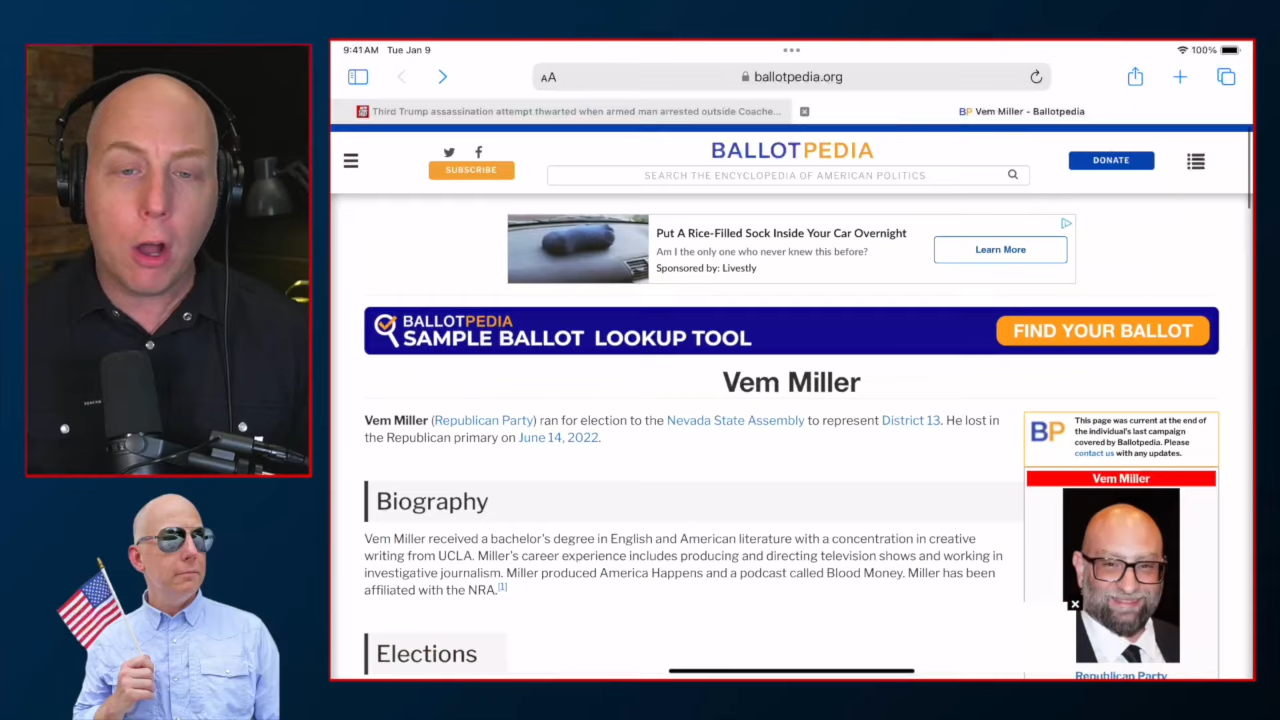 9:41 AM Tue Jan 9
100%
AA
ballotpedia.org
Third Trump assassination attempt thwarted when armed man arrested outside Coache...
BP Vem Miller - Ballotpedia
SUBSCRIBE
BALLOTPEDIA
SEARCH THE ENCYCLOPEDIA OF AMERICAN POLITICS
DONATE
Put A Rice-Filled Sock Inside Your Car Overnight
Am I the only one who never knew this before?
Sponsored by: Livestly
Learn More
BALLOTPEDIA
SAMPLE BALLOT LOOKUP TOOL
FIND YOUR BALLOT
Vem Miller
Vem Miller (Republican Party) ran for election to the Nevada State Assembly to represent District 13. He lost in
the Republican primary on June 14, 2022.
BP
This page was current at the end of
the individual's last campaign
covered by Ballotpedia. Please
contact us with any updates.
Vem Miller
Biography
Vem Miller received a bachelor's degree in English and American literature with a concentration in creative
writing from UCLA. Miller's career experience includes producing and directing television shows and working in
investigative journalism. Miller produced America Happens and a podcast called Blood Money. Miller has been
affiliated with the NRA.[1]
Elections
Republican Party